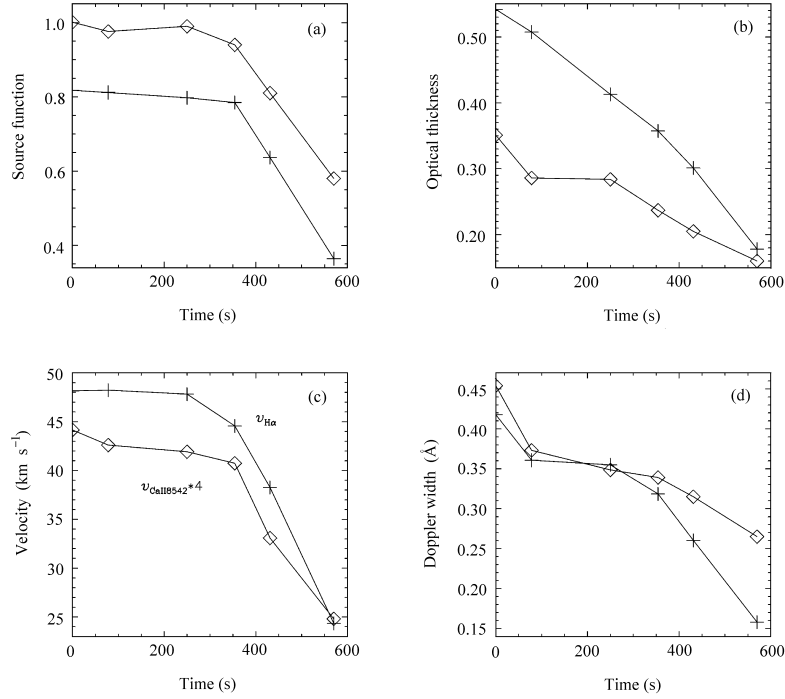 (a)
1.0
0.8
0.6
0.4
Source function
0
200
400
600
Time (s)
(b)
0.50
0.40
0.30
0.20
Optical thickness
0
200
400
600
Time (s)
(c)
50
45
40
35
30
25
Velocity (km s⁻¹)
υHα
υCaII8542*4
0
200
400
600
Time (s)
(d)
0.45
0.40
0.35
0.30
0.25
0.20
0.15
Doppler width (Å)
0
200
400
600
Time (s)